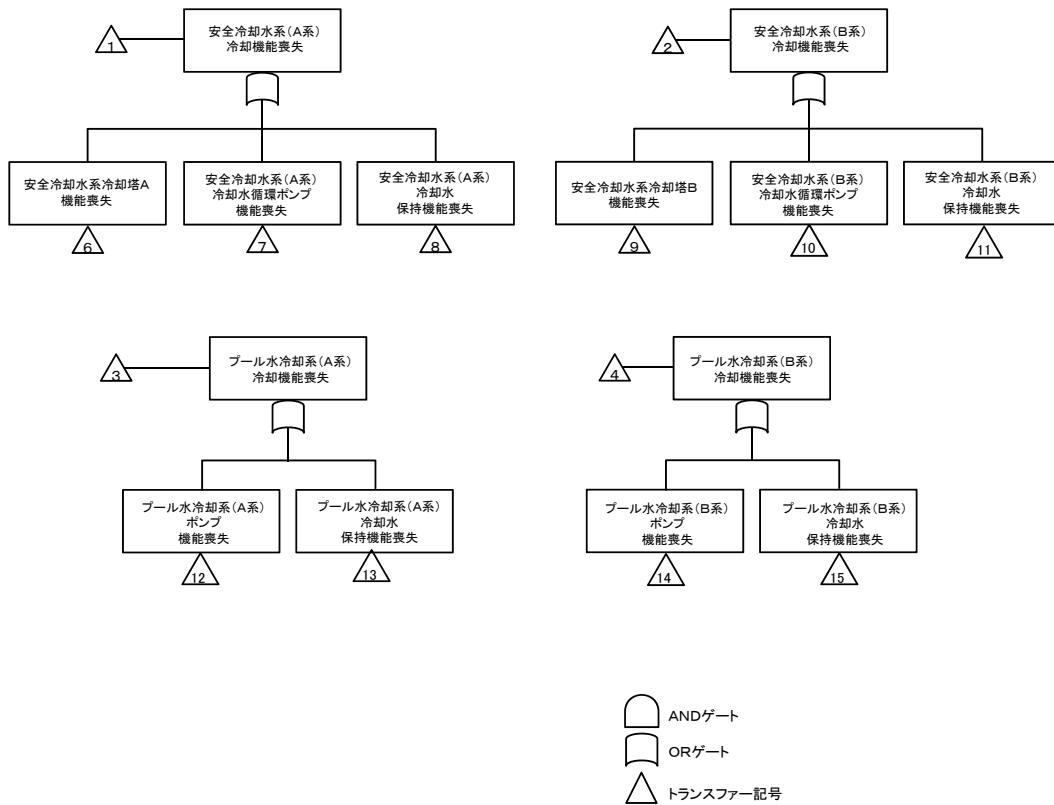 安全冷却水系(A系)
冷却機能喪失
1
安全冷却水系(B系)
冷却機能喪失
2
安全冷却水系冷却塔A
機能喪失
安全冷却水系(A系)
冷却水循環ポンプ
機能喪失
安全冷却水系(A系)
冷却水
保持機能喪失
安全冷却水系冷却塔B
機能喪失
安全冷却水系(B系)
冷却水循環ポンプ
機能喪失
安全冷却水系(B系)
冷却水
保持機能喪失
6
7
8
9
10
11
プール水冷却系(A系)
冷却機能喪失
3
プール水冷却系(B系)
冷却機能喪失
4
プール水冷却系(A系)
ポンプ
機能喪失
プール水冷却系(A系)
冷却水
保持機能喪失
プール水冷却系(B系)
ポンプ
機能喪失
プール水冷却系(B系)
冷却水
保持機能喪失
12
13
14
15
ANDゲート
ORゲート
トランスファー記号